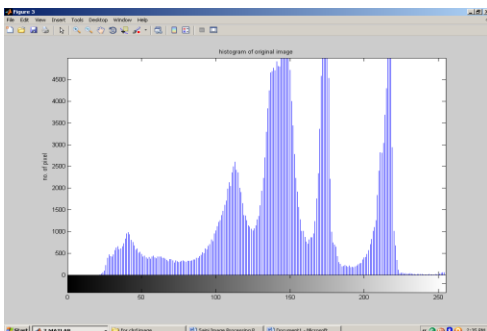 Figure 3
File Edit View Insert Tools Desktop Window Help
histogram of original image
4500
4000
3500
3000
2500
2000
1500
1000
500
0
no. of pixel
0 50 100 150 200 250
Start MATLAB